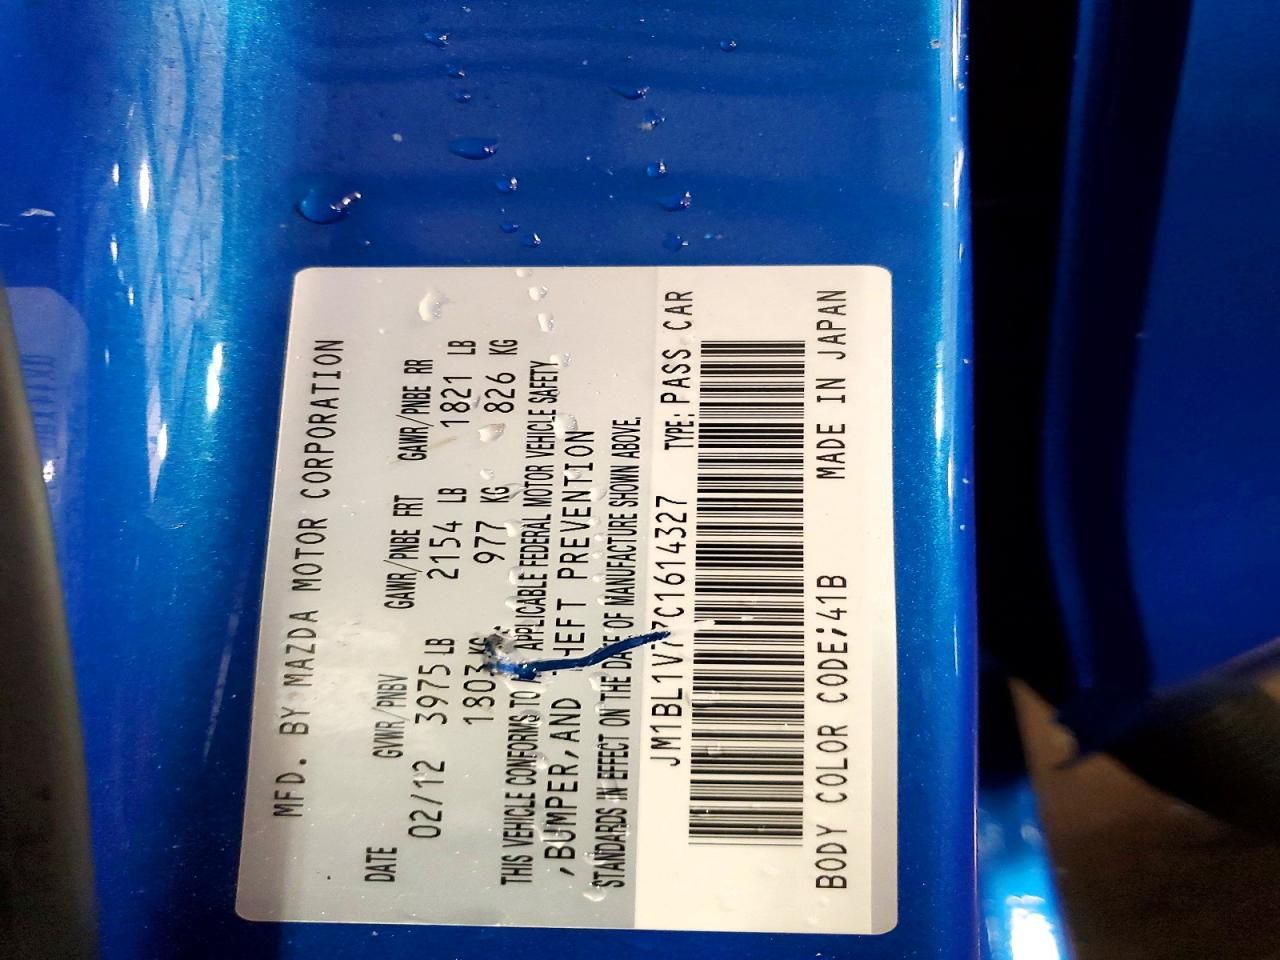 MFD. BY MAZDA MOTOR CORPORATION
DATE GVWR/PNBV GAWR/PNBE FRT GAWR/PNBE RR
02/12 3975 LB 2154 LB 1821 LB
1803 KG 977 KG 826 KG
THIS VEHICLE CONFORMS TO APPLICABLE FEDERAL MOTOR VEHICLE SAFETY
,BUMPER,AND THEFT PREVENTION
STANDARDS IN EFFECT ON THE DATE OF MANUFACTURE SHOWN ABOVE.
JM1BL1V77C1614327 TYPE: PASS CAR
BODY COLOR CODE;41B MADE IN JAPAN